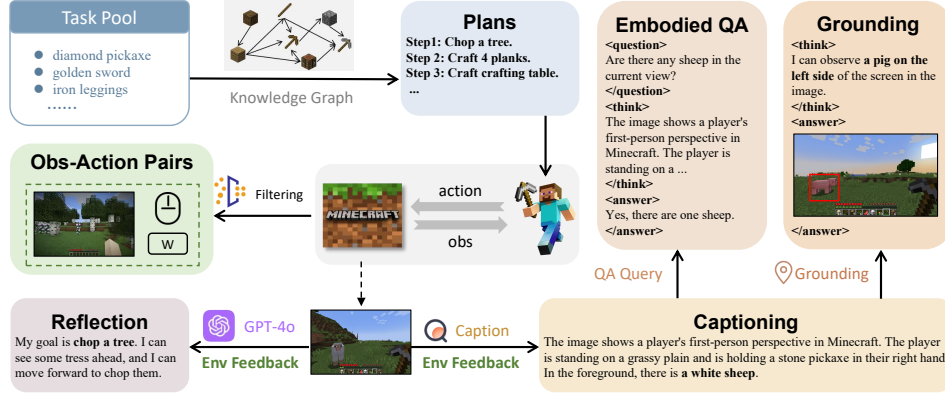 Task Pool
diamond pickaxe
golden sword
iron leggings
......
Knowledge Graph
Plans
Step1: Chop a tree.
Step 2: Craft 4 planks.
Step 3: Craft crafting table.
...
Embodied QA
<question>
Are there any sheep in the
current view?
</question>
<think>
The image shows a player's
first-person perspective in
Minecraft. The player is
standing on a ...
</think>
<answer>
Yes, there are one sheep.
</answer>
Grounding
<think>
I can observe a pig on the
left side of the screen in the
image.
</think>
<answer>
</answer>
Obs-Action Pairs
W
Filtering
MINECRAFT
action
obs
QA Query
Grounding
Reflection
My goal is chop a tree. I can
see some tress ahead, and I can
move forward to chop them.
GPT-4o
Env Feedback
Caption
Env Feedback
Captioning
The image shows a player's first-person perspective in Minecraft. The player
is standing on a grassy plain and is holding a stone pickaxe in their right hand
In the foreground, there is a white sheep.